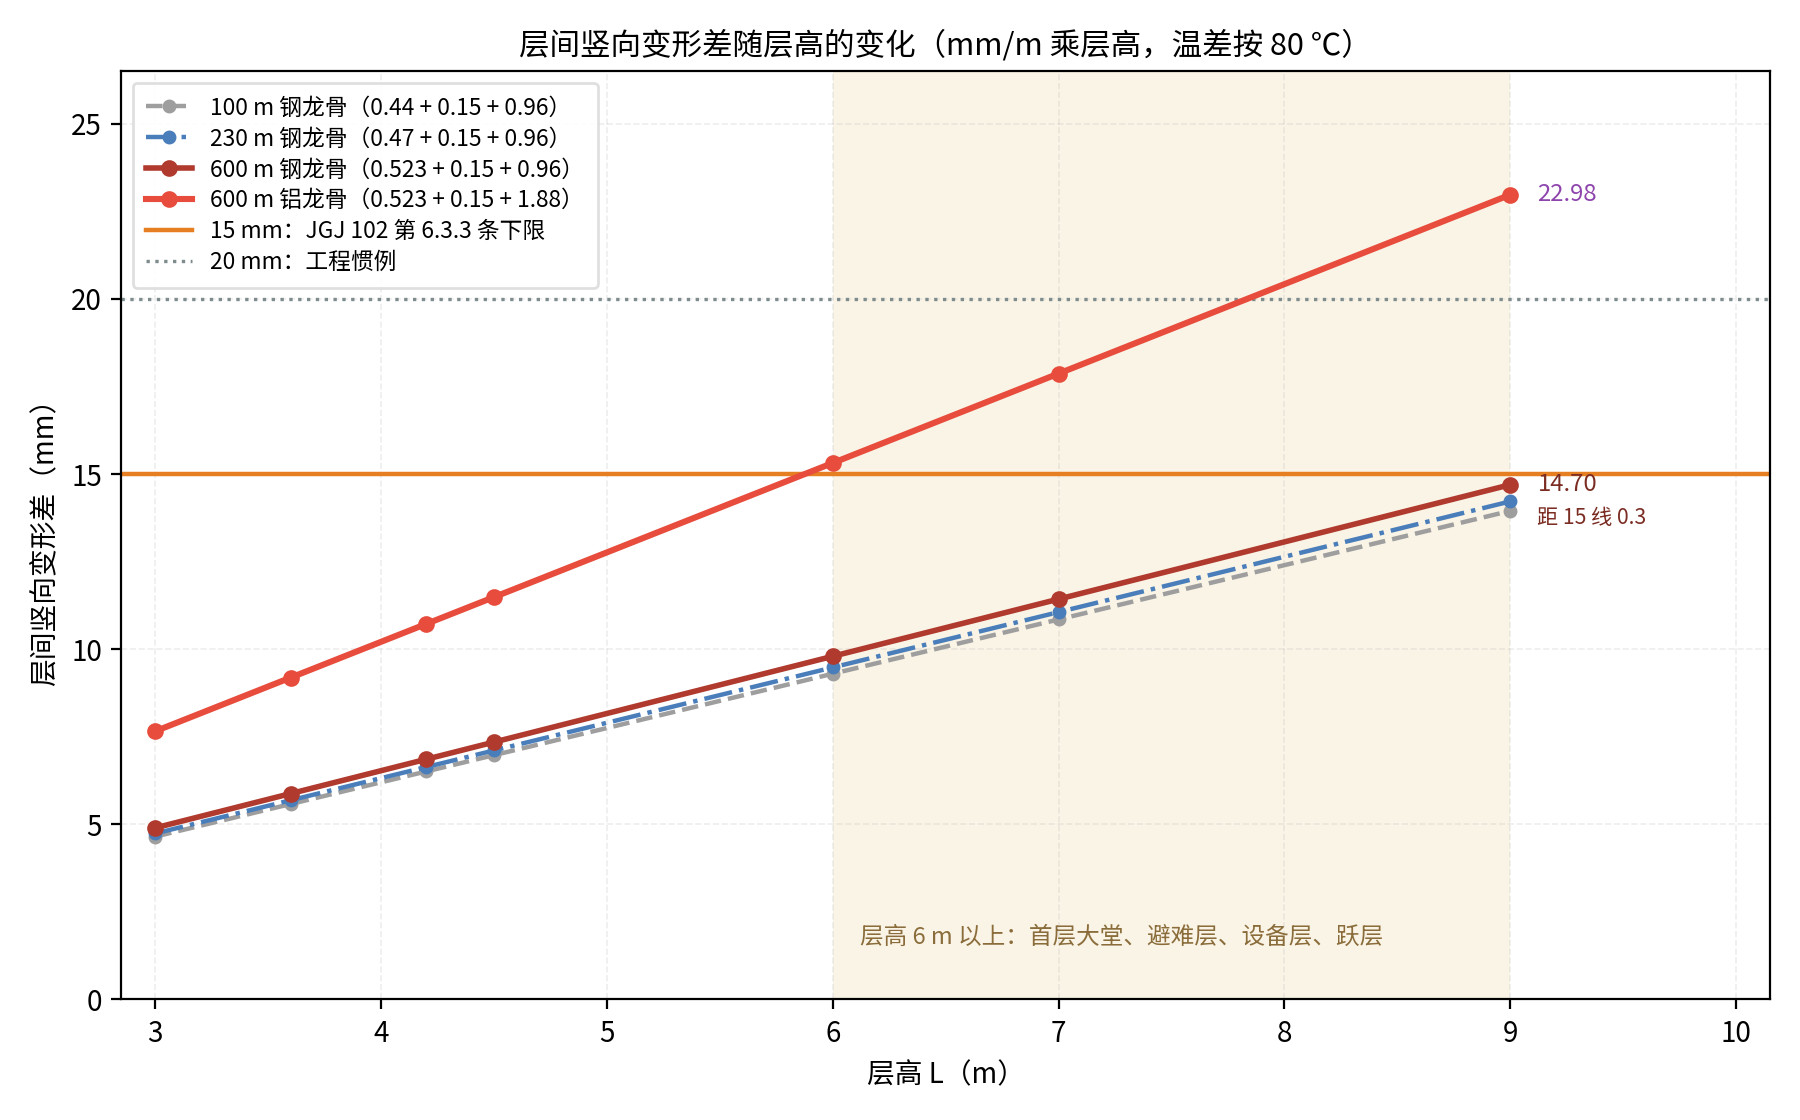 层间竖向变形差随层高的变化（mm/m 乘层高，温差按 80 °C）
100 m 钢龙骨（0.44 + 0.15 + 0.96）
230 m 钢龙骨（0.47 + 0.15 + 0.96）
600 m 钢龙骨（0.523 + 0.15 + 0.96）
600 m 铝龙骨（0.523 + 0.15 + 1.88）
15 mm：JGJ 102 第 6.3.3 条下限
20 mm：工程惯例
25
20
15
10
5
0
层间竖向变形差（mm）
22.98
14.70
距 15 线 0.3
层高 6 m 以上：首层大堂、避难层、设备层、跃层
3
4
5
6
7
8
9
10
层高 L（m）